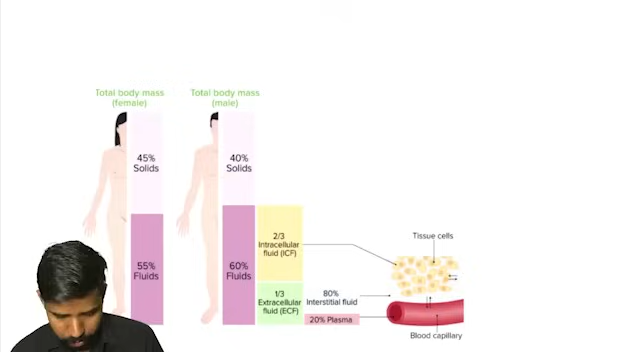 Total body mass
(female)
Total body mass
(male)
45%
Solids
40%
Solids
55%
Fluids
60%
Fluids
2/3
Intracellular
fluid (ICF)
1/3
Extracellular
fluid (ECF)
80%
Interstitial fluid
20% Plasma
Tissue cells
Blood capillary